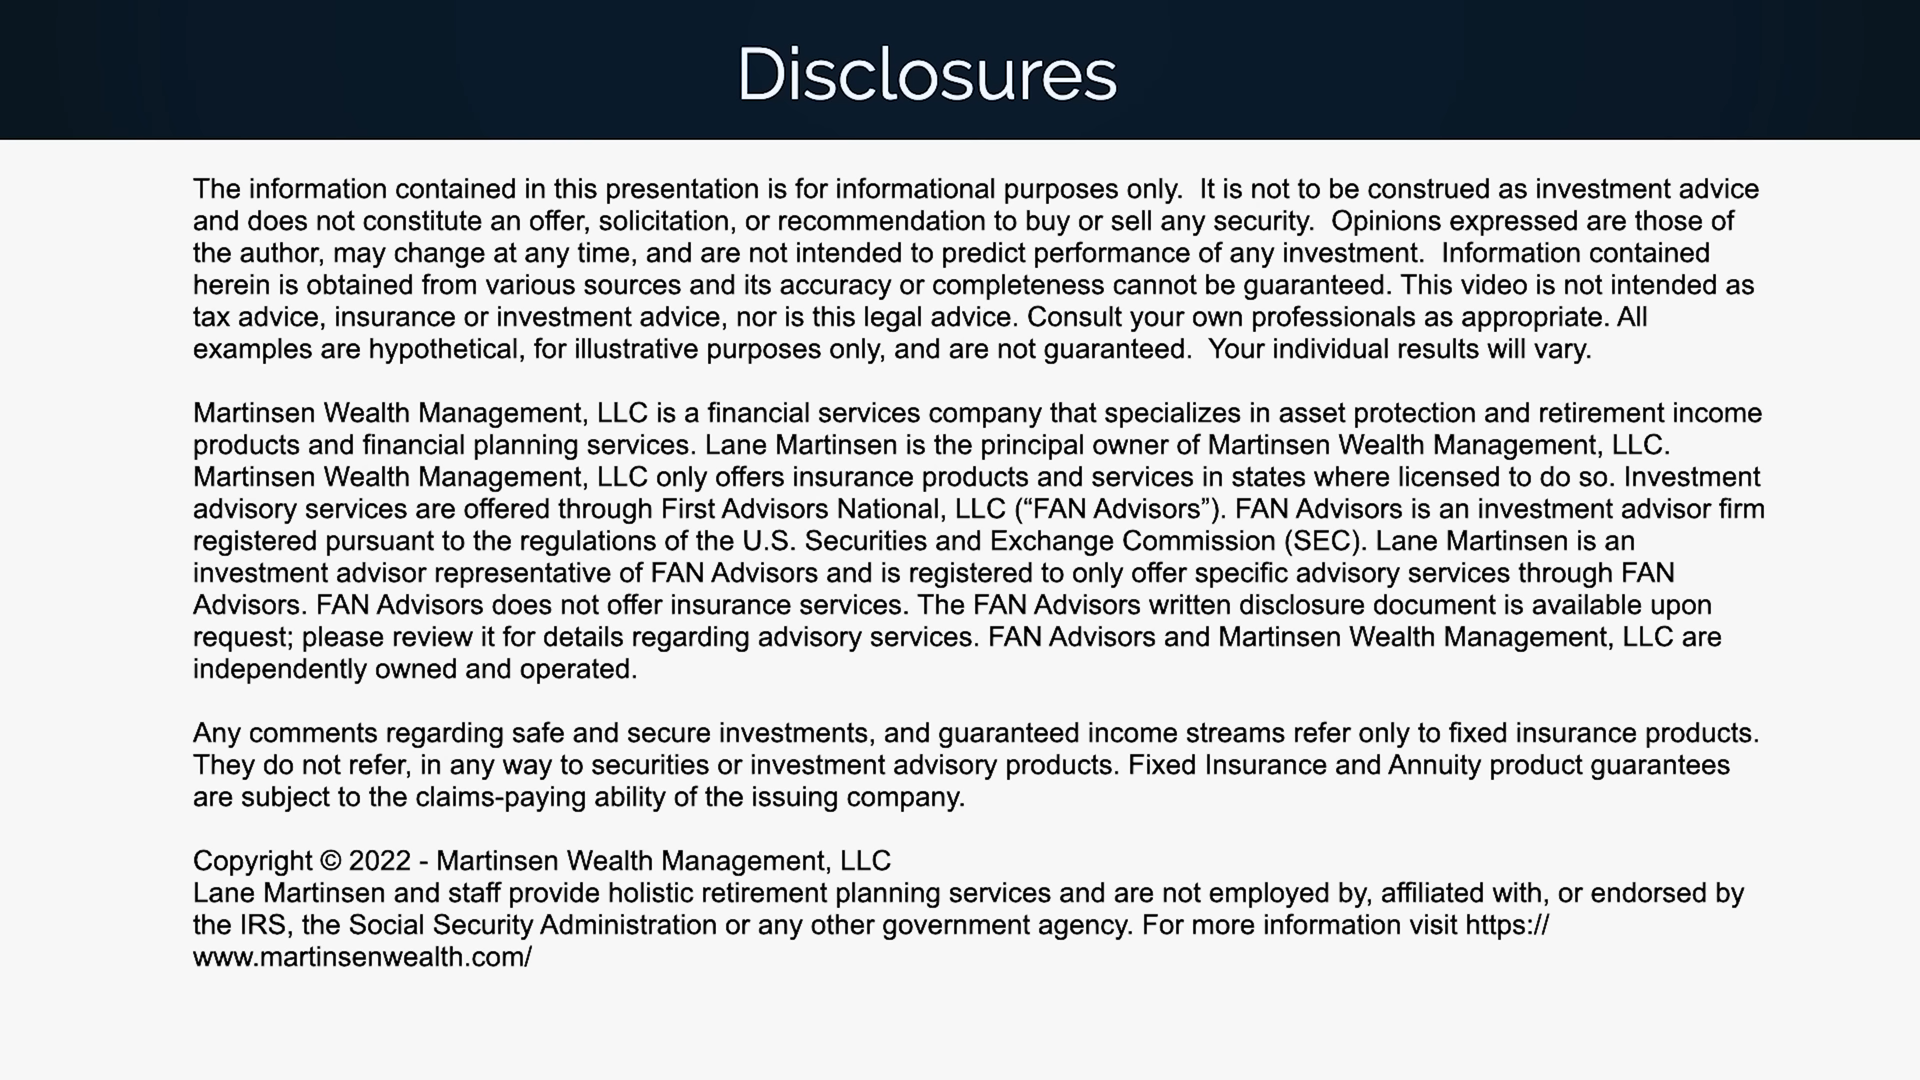 Disclosures
The information contained in this presentation is for informational purposes only.  It is not to be construed as investment advice
and does not constitute an offer, solicitation, or recommendation to buy or sell any security.  Opinions expressed are those of
the author, may change at any time, and are not intended to predict performance of any investment.  Information contained
herein is obtained from various sources and its accuracy or completeness cannot be guaranteed. This video is not intended as
tax advice, insurance or investment advice, nor is this legal advice. Consult your own professionals as appropriate. All
examples are hypothetical, for illustrative purposes only, and are not guaranteed.  Your individual results will vary.
Martinsen Wealth Management, LLC is a financial services company that specializes in asset protection and retirement income
products and financial planning services. Lane Martinsen is the principal owner of Martinsen Wealth Management, LLC.
Martinsen Wealth Management, LLC only offers insurance products and services in states where licensed to do so. Investment
advisory services are offered through First Advisors National, LLC (“FAN Advisors”). FAN Advisors is an investment advisor firm
registered pursuant to the regulations of the U.S. Securities and Exchange Commission (SEC). Lane Martinsen is an
investment advisor representative of FAN Advisors and is registered to only offer specific advisory services through FAN
Advisors. FAN Advisors does not offer insurance services. The FAN Advisors written disclosure document is available upon
request; please review it for details regarding advisory services. FAN Advisors and Martinsen Wealth Management, LLC are
independently owned and operated.
Any comments regarding safe and secure investments, and guaranteed income streams refer only to fixed insurance products.
They do not refer, in any way to securities or investment advisory products. Fixed Insurance and Annuity product guarantees
are subject to the claims-paying ability of the issuing company.
Copyright © 2022 - Martinsen Wealth Management, LLC
Lane Martinsen and staff provide holistic retirement planning services and are not employed by, affiliated with, or endorsed by
the IRS, the Social Security Administration or any other government agency. For more information visit https://
www.martinsenwealth.com/